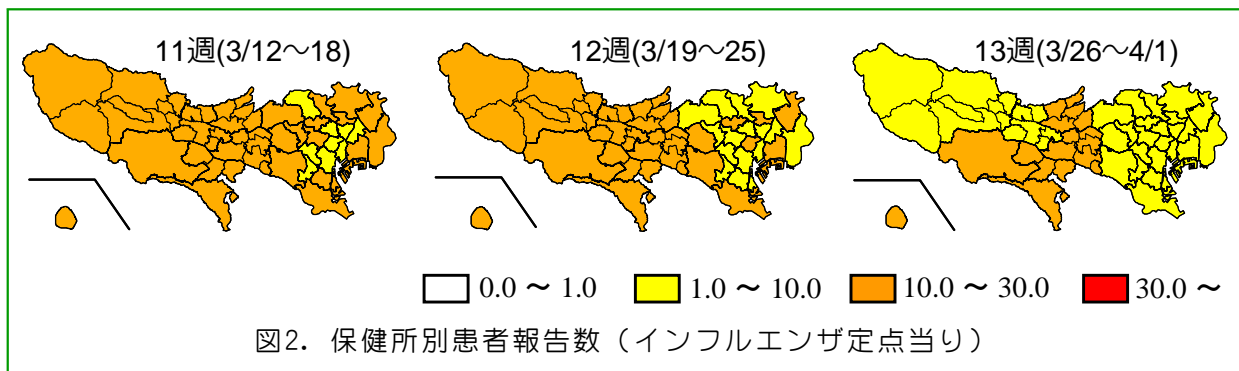 11週(3/12～18) 12週(3/19～25) 13週(3/26～4/1)
0.0 ～ 1.0 1.0 ～ 10.0 10.0 ～ 30.0 30.0 ～
図2. 保健所別患者報告数（インフルエンザ定点当り）